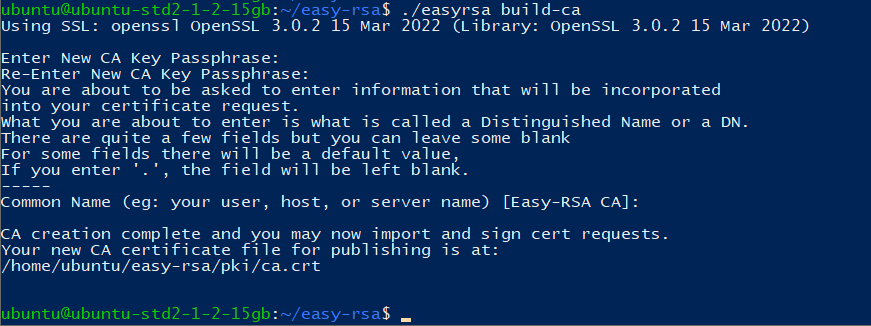 ubuntu@ubuntu-std2-1-2-15gb:~/easy-rsa$ ./easyrsa build-ca
Using SSL: openssl OpenSSL 3.0.2 15 Mar 2022 (Library: OpenSSL 3.0.2 15 Mar 2022)
Enter New CA Key Passphrase:
Re-Enter New CA Key Passphrase:
You are about to be asked to enter information that will be incorporated
into your certificate request.
What you are about to enter is what is called a Distinguished Name or a DN.
There are quite a few fields but you can leave some blank
For some fields there will be a default value,
If you enter '.', the field will be left blank.
-----
Common Name (eg: your user, host, or server name) [Easy-RSA CA]:
CA creation complete and you may now import and sign cert requests.
Your new CA certificate file for publishing is at:
/home/ubuntu/easy-rsa/pki/ca.crt
ubuntu@ubuntu-std2-1-2-15gb:~/easy-rsa$